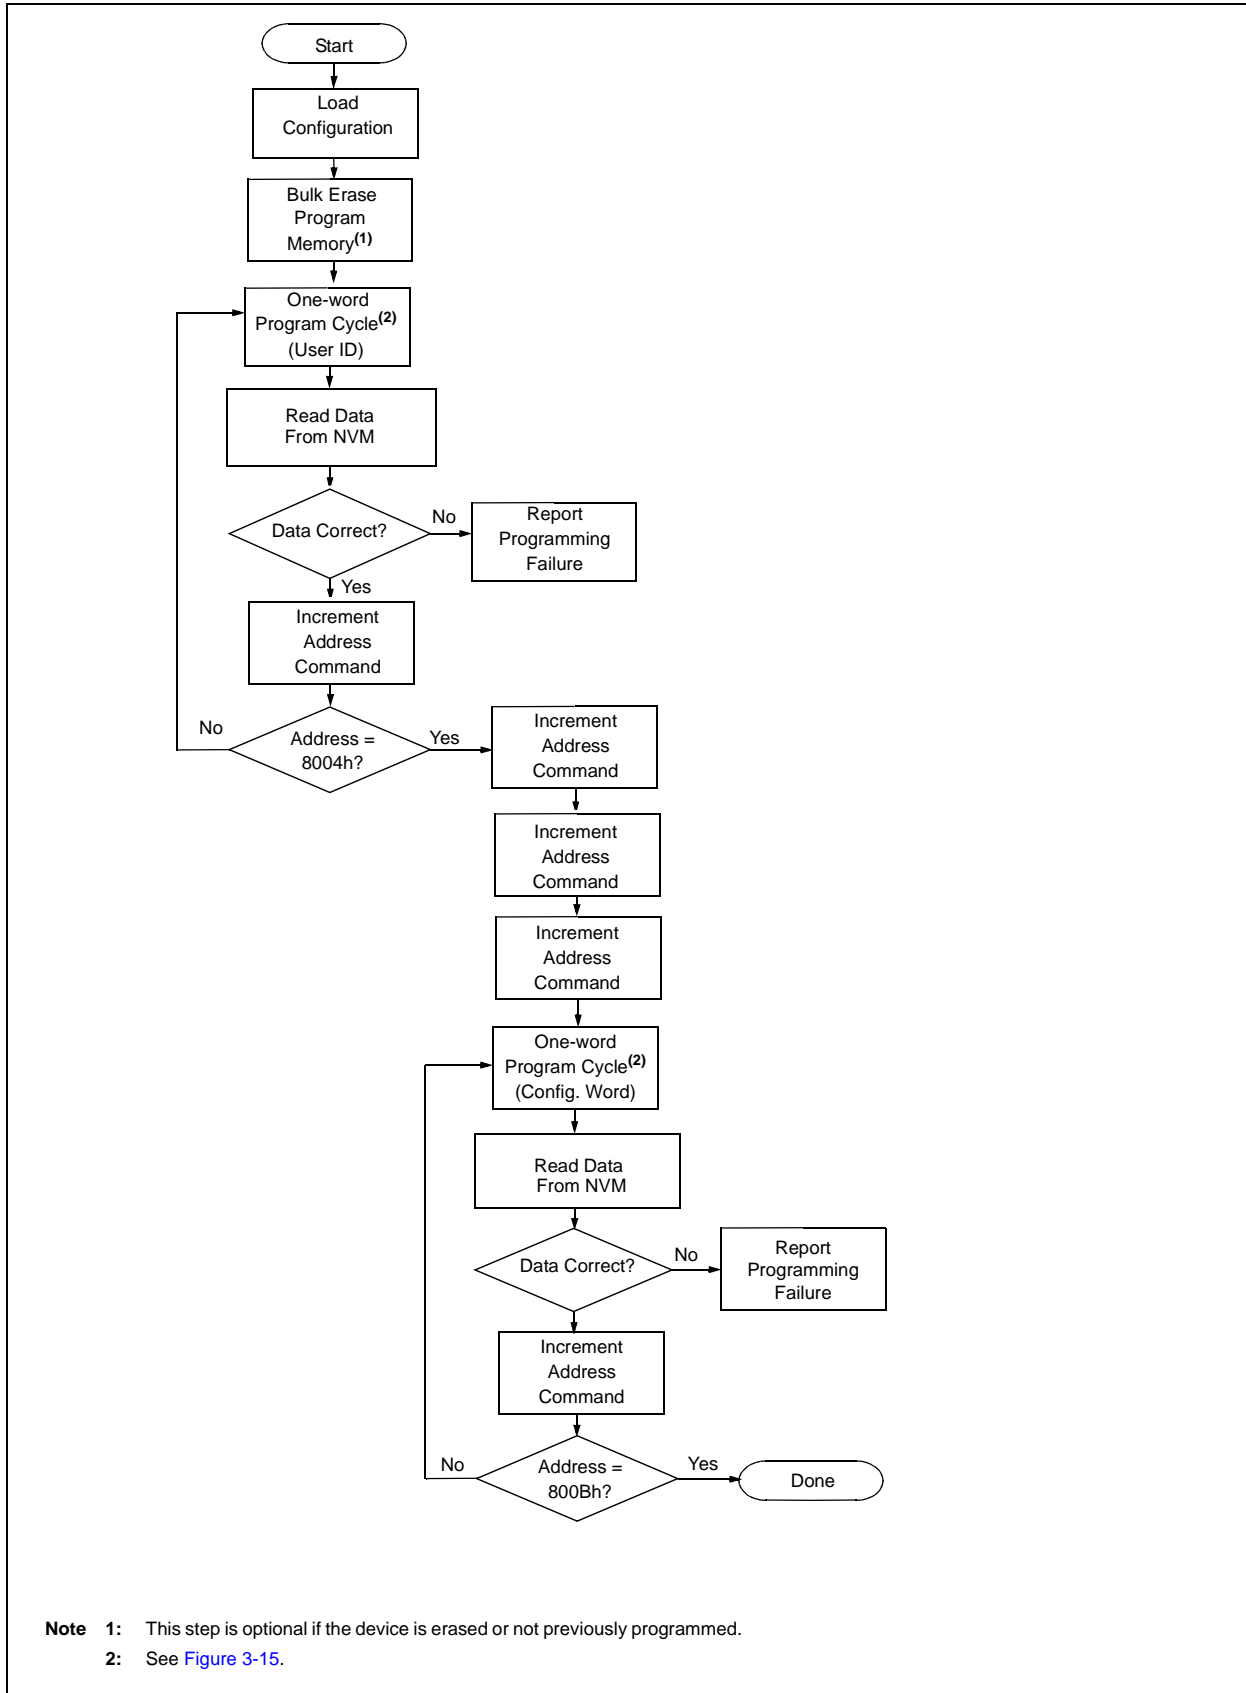 Start
Load
Configuration
Bulk Erase
Program
Memory(1)
One-word
Program Cycle(2)
(User ID)
Read Data
From NVM
Data Correct?
No
Report
Programming
Failure
Yes
Increment
Address
Command
No
Address =
8004h?
Yes
Increment
Address
Command
Increment
Address
Command
Increment
Address
Command
One-word
Program Cycle(2)
(Config. Word)
Read Data
From NVM
Data Correct?
No
Report
Programming
Failure
Increment
Address
Command
No
Address =
800Bh?
Yes
Done
Note 1: This step is optional if the device is erased or not previously programmed.
2: See Figure 3-15.